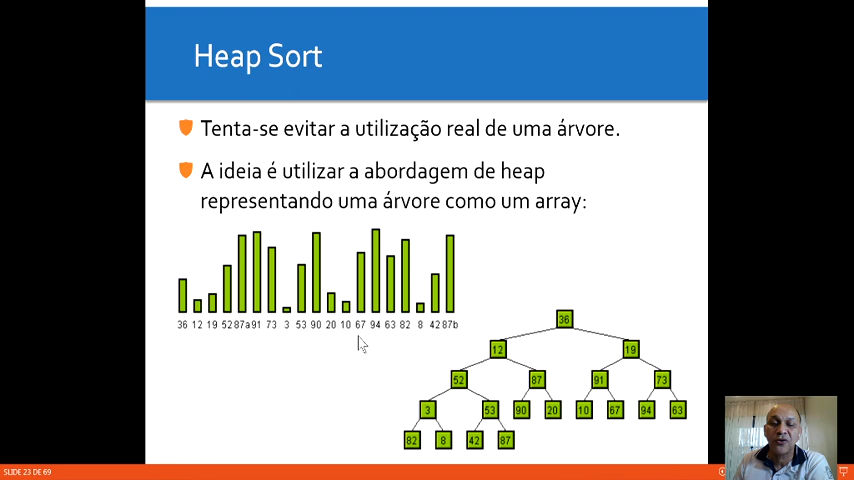 Heap Sort
Tenta-se evitar a utilização real de uma árvore.
A ideia é utilizar a abordagem de heap
representando uma árvore como um array:
36 12 19 52 87a 91 73 3 53 90 20 10 67 94 63 82 8 42 87b
36
12 19
52 87 91 73
3 53 90 20 10 67 94 63
82 8 42 87
SLIDE 23 DE 69